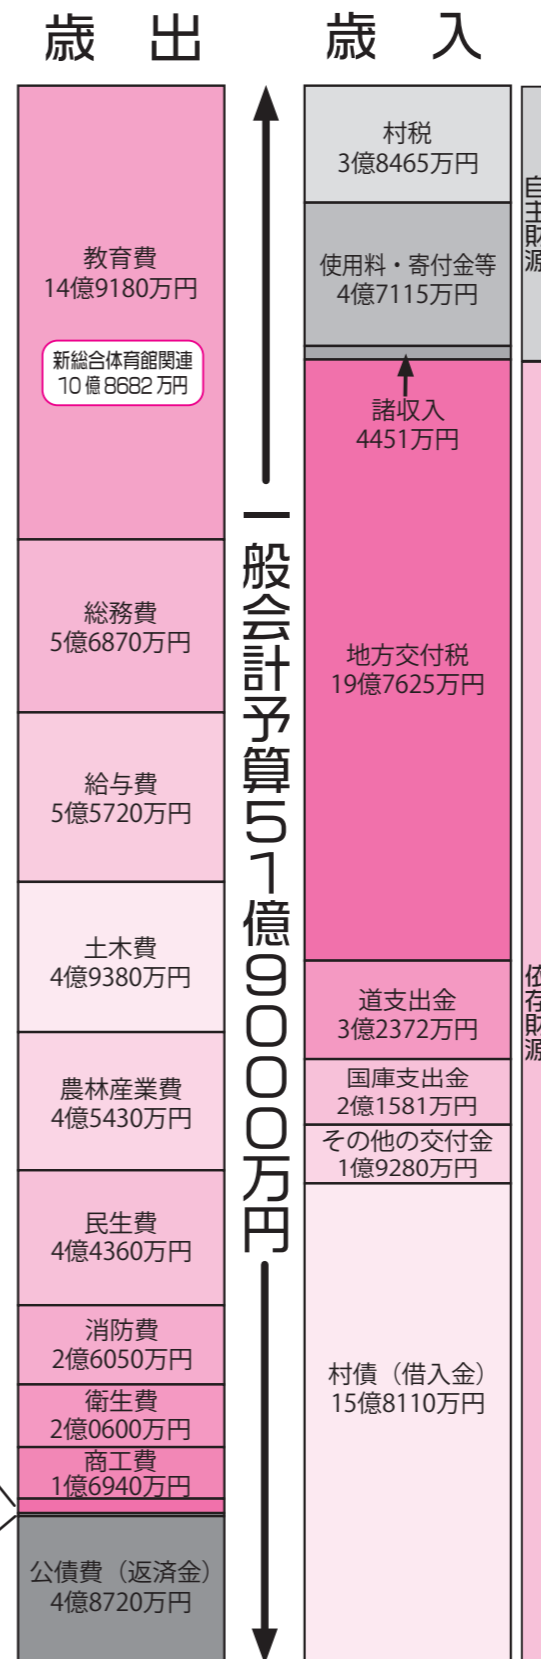 歳出
教育費
14億9180万円
新総合体育館関連
10億8682万円
総務費
5億6870万円
給与費
5億5720万円
土木費
4億9380万円
農林産業費
4億5430万円
民生費
4億4360万円
消防費
2億6050万円
衛生費
2億0600万円
商工費
1億6940万円
公債費（返済金）
4億8720万円
一般会計予算51億9000万円
歳入
村税
3億8465万円
使用料・寄付金等
4億7115万円
諸収入
4451万円
地方交付税
19億7625万円
道支出金
3億2372万円
国庫支出金
2億1581万円
その他の交付金
1億9280万円
村債（借入金）
15億8110万円
自主財源
依存財源